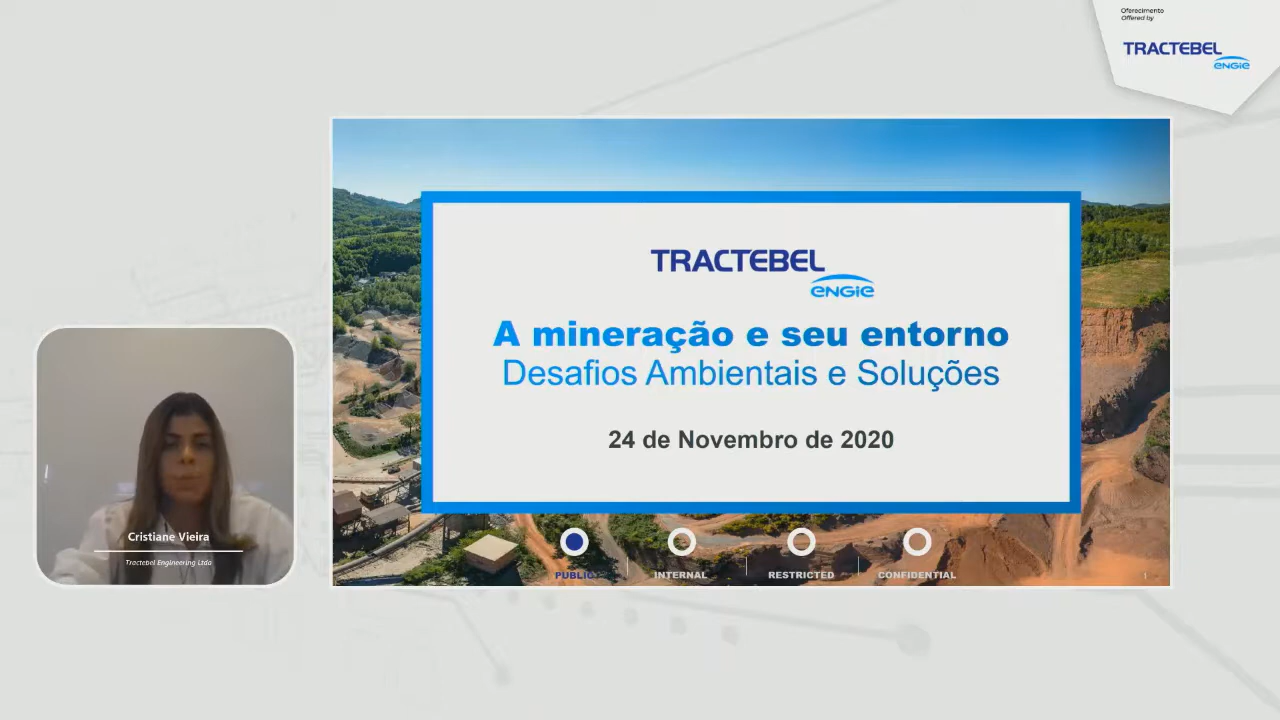 Oferecimento
Offered by
TRACTEBEL
ENGIE
TRACTEBEL
ENGIE
A mineração e seu entorno
Desafios Ambientais e Soluções
24 de Novembro de 2020
Cristiane Vieira
Tractebel Engineering Ltda
PUBLIC
INTERNAL
RESTRICTED
CONFIDENTIAL
1